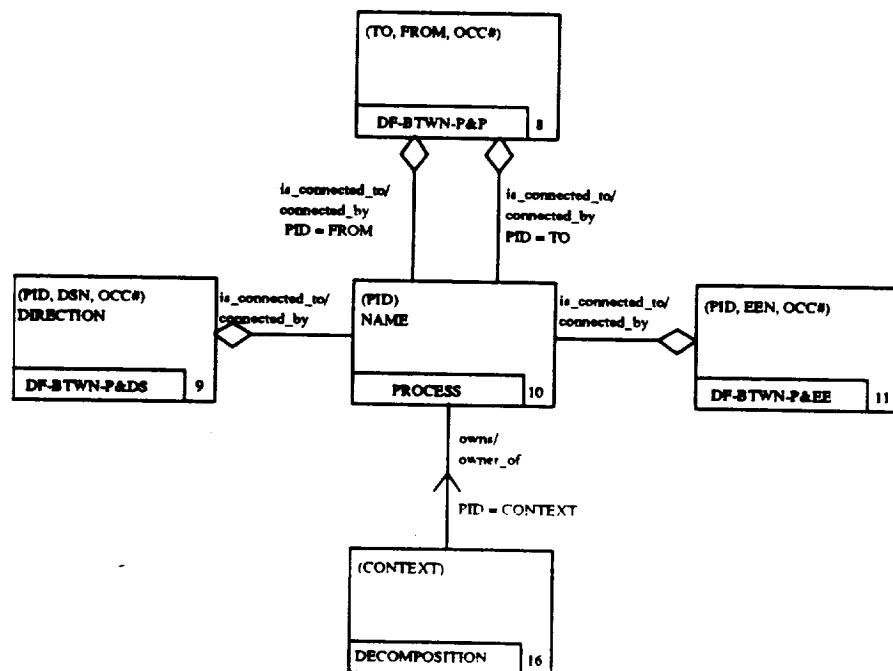 (TO, FROM, OCC#)
DF-BTWN-P&P
8
is_connected_to/
connected_by
PID = FROM
is_connected_to/
connected_by
PID = TO
(PID, DSN, OCC#)
DIRECTION
DF-BTWN-P&DS
9
is_connected_to/
connected_by
(PID)
NAME
PROCESS
10
is_connected_to/
connected_by
(PID, EEN, OCC#)
DF-BTWN-P&EE
11
owns/
owner_of
PID = CONTEXT
(CONTEXT)
DECOMPOSITION
16